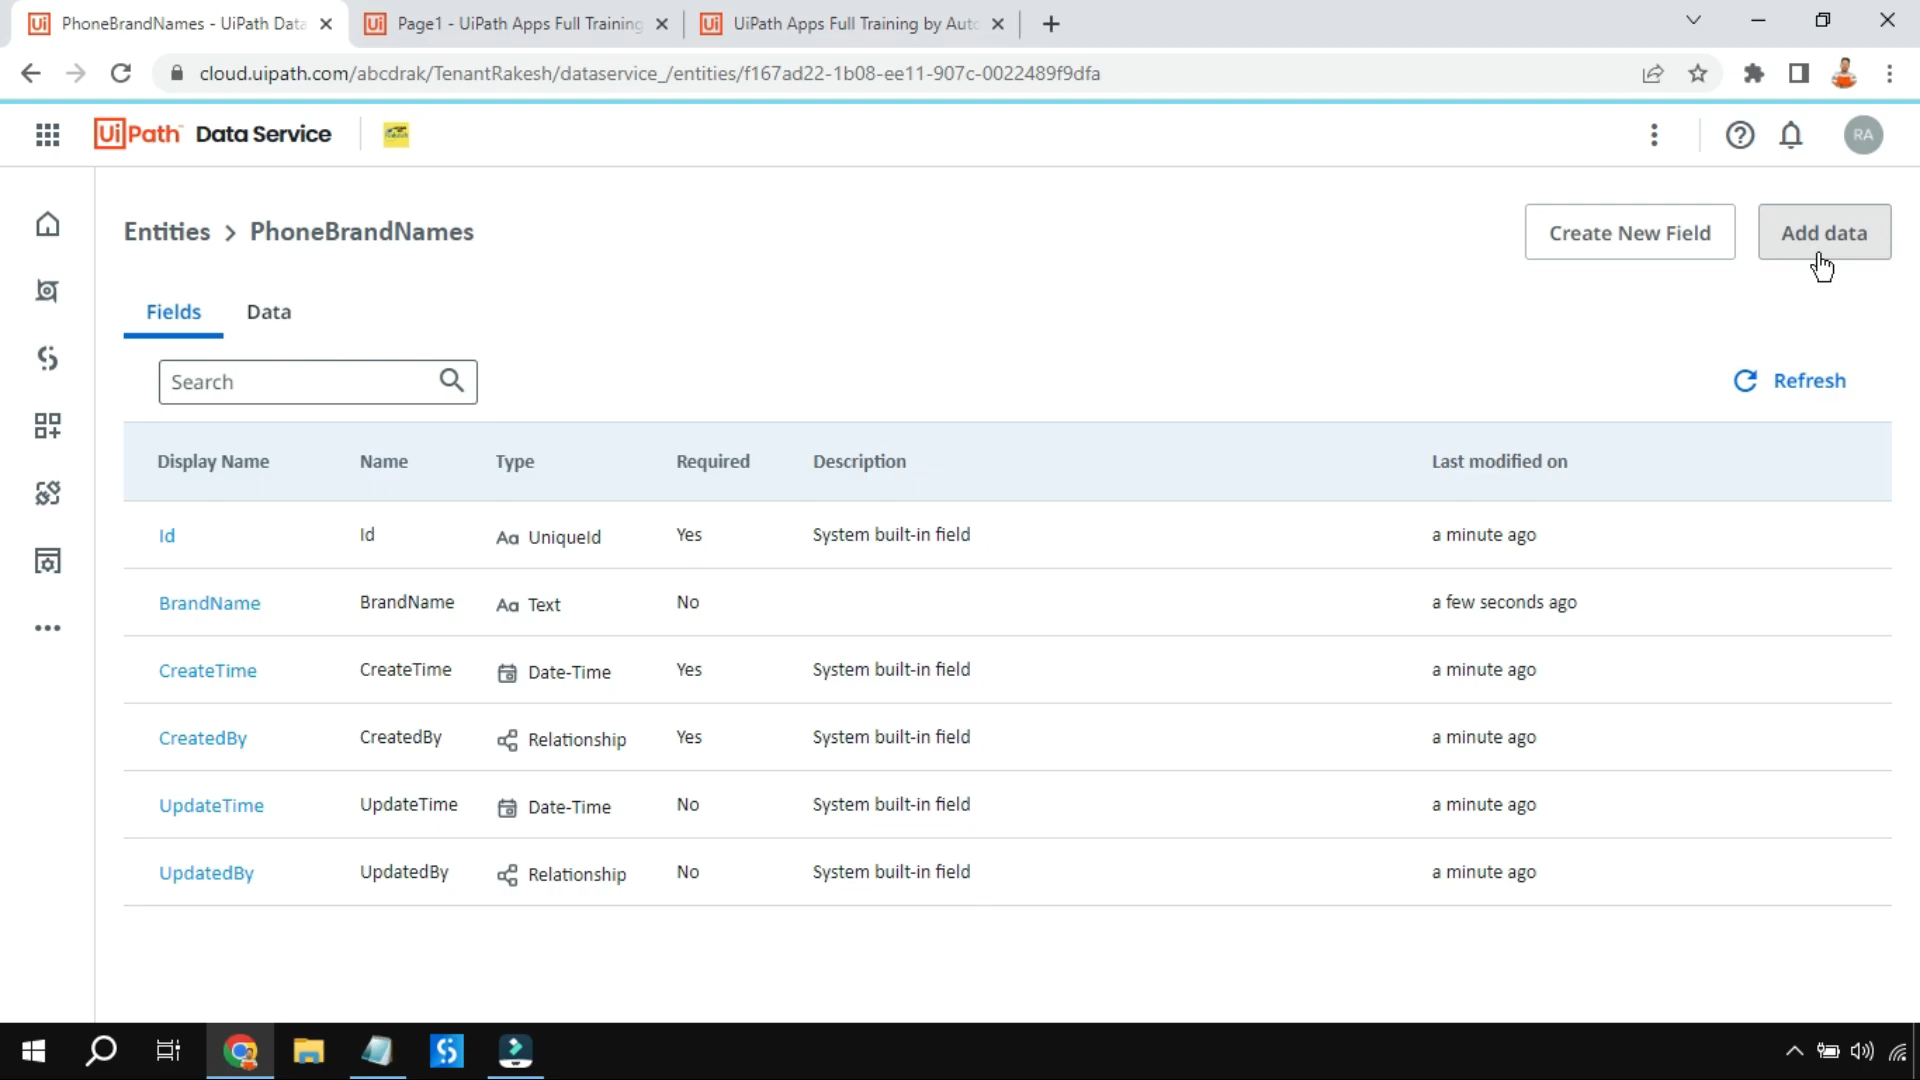 PhoneBrandNames - UiPath Data
Page1 - UiPath Apps Full Training
UiPath Apps Full Training by Auto
cloud.uipath.com/abcdrak/TenantRakesh/dataservice_/entities/f167ad22-1b08-ee11-907c-0022489f9dfa
UiPath Data Service
RA
Entities > PhoneBrandNames
Create New Field
Add data
Fields
Data
Search
Refresh
Display Name Name Type Required Description Last modified on
Id Id Aa UniqueId Yes System built-in field a minute ago
BrandName BrandName Aa Text No a few seconds ago
CreateTime CreateTime Date-Time Yes System built-in field a minute ago
CreatedBy CreatedBy Relationship Yes System built-in field a minute ago
UpdateTime UpdateTime Date-Time No System built-in field a minute ago
UpdatedBy UpdatedBy Relationship No System built-in field a minute ago